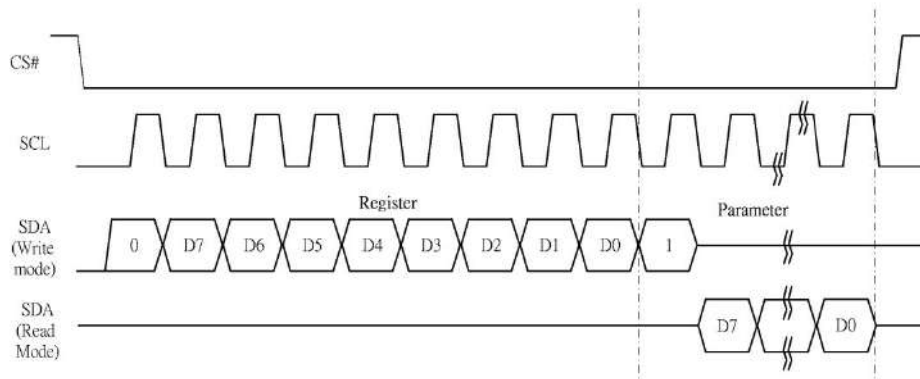 CS#
SCL
Register
Parameter
SDA
(Write
mode)
0 D7 D6 D5 D4 D3 D2 D1 D0 1
SDA
(Read
Mode)
D7 D0